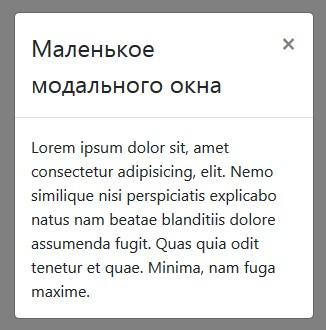 Маленькое
модального окна
×
Lorem ipsum dolor sit, amet
consectetur adipisicing, elit. Nemo
similique nisi perspiciatis explicabo
natus nam beatae blanditiis dolore
assumenda fugit. Quas quia odit
tenetur et quae. Minima, nam fuga
maxime.